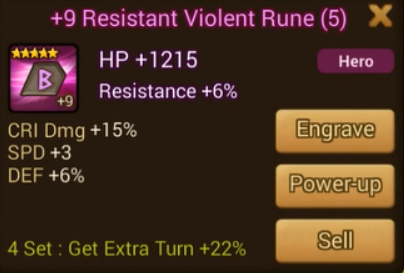 +9 Resistant Violent Rune (5)
HP +1215
Hero
Resistance +6%
+9
CRI Dmg +15%
SPD +3
DEF +6%
Engrave
Power-up
Sell
4 Set : Get Extra Turn +22%